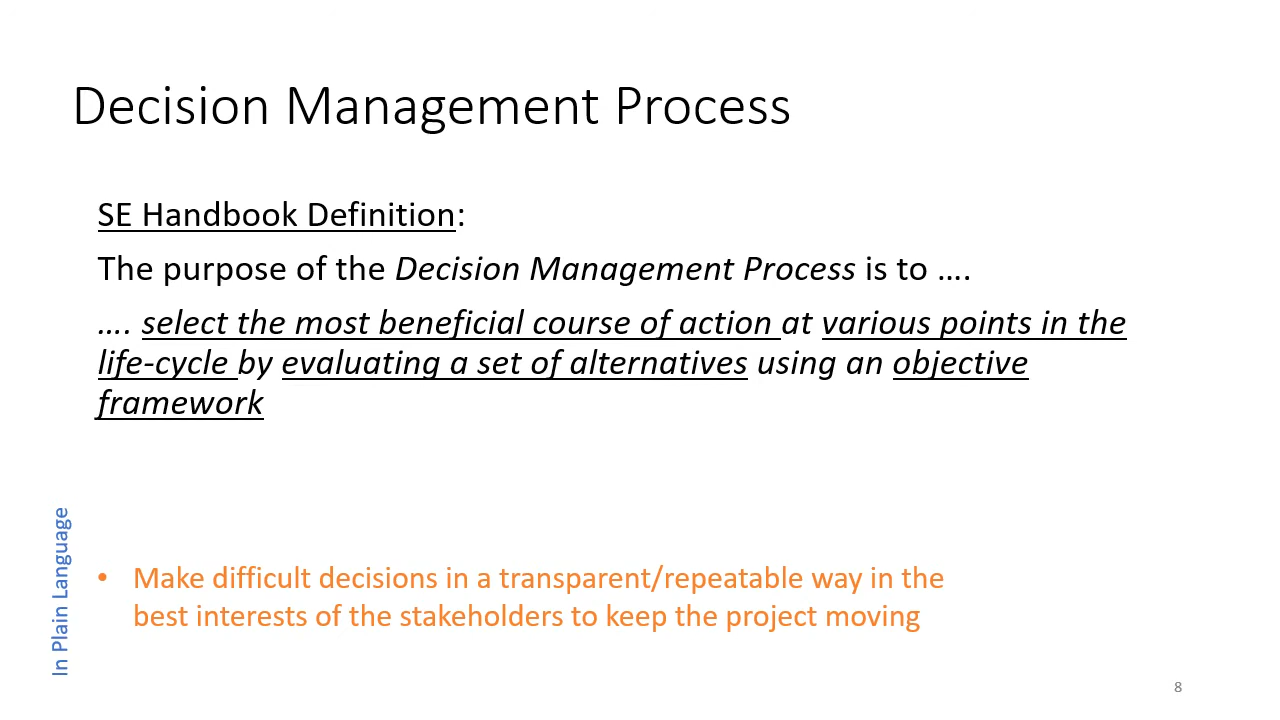 Decision Management Process
SE Handbook Definition:
The purpose of the Decision Management Process is to ….
…. select the most beneficial course of action at various points in the
life-cycle by evaluating a set of alternatives using an objective
framework
In Plain Language
• Make difficult decisions in a transparent/repeatable way in the
best interests of the stakeholders to keep the project moving
8